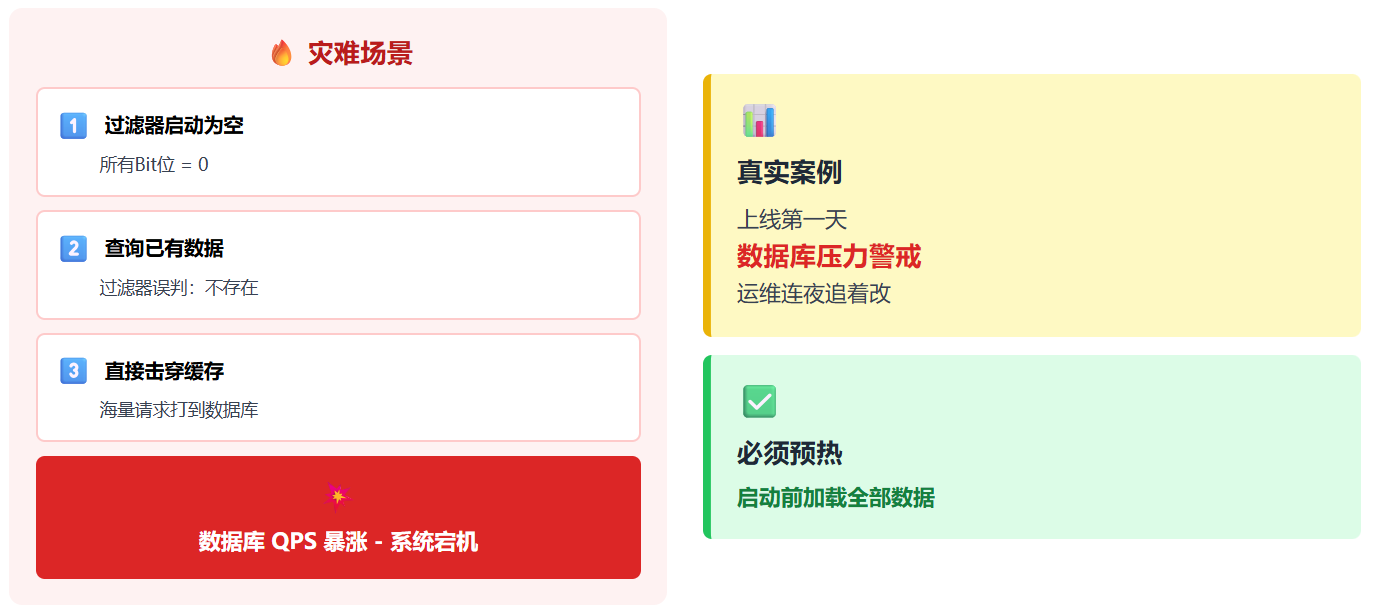 🔥 灾难场景
1️⃣ 过滤器启动为空
所有Bit位 = 0
2️⃣ 查询已有数据
过滤器误判：不存在
3️⃣ 直接击穿缓存
海量请求打到数据库
💥
数据库 QPS 暴涨 - 系统宕机
📊
真实案例
上线第一天
数据库压力警戒
运维连夜追着改
✅
必须预热
启动前加载全部数据